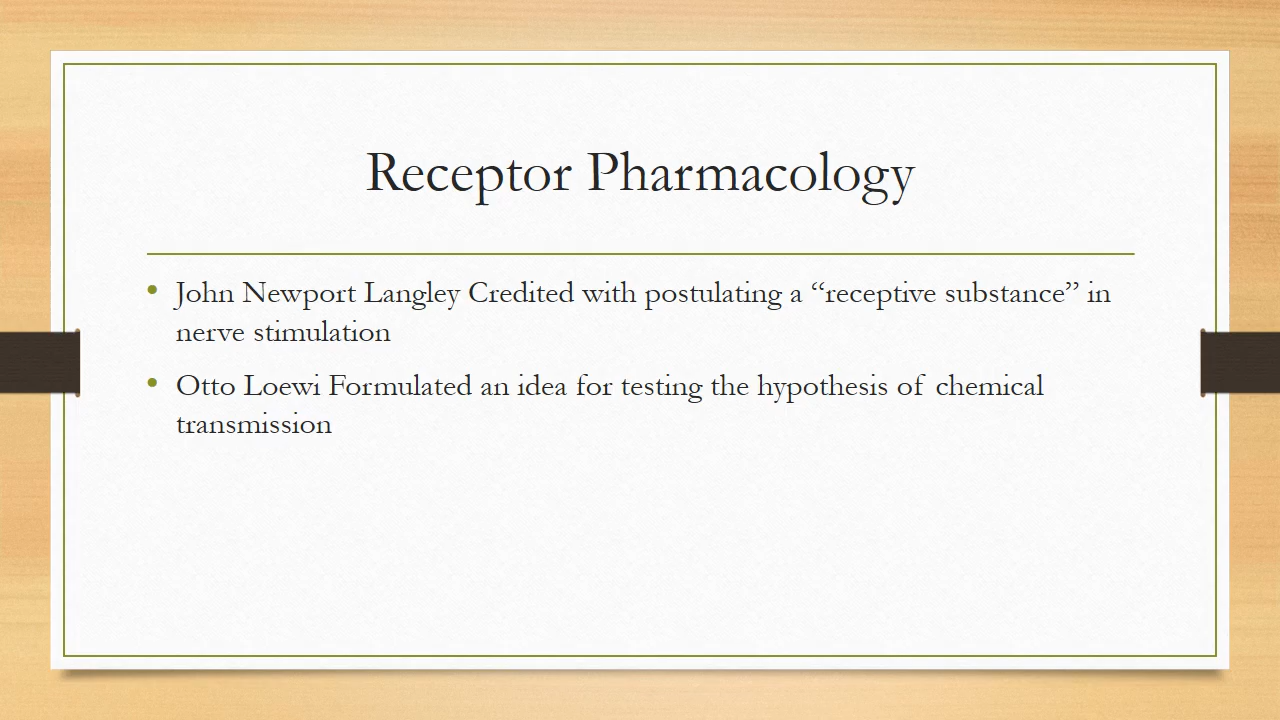 Receptor Pharmacology
• John Newport Langley Credited with postulating a “receptive substance” in
nerve stimulation
• Otto Loewi Formulated an idea for testing the hypothesis of chemical
transmission